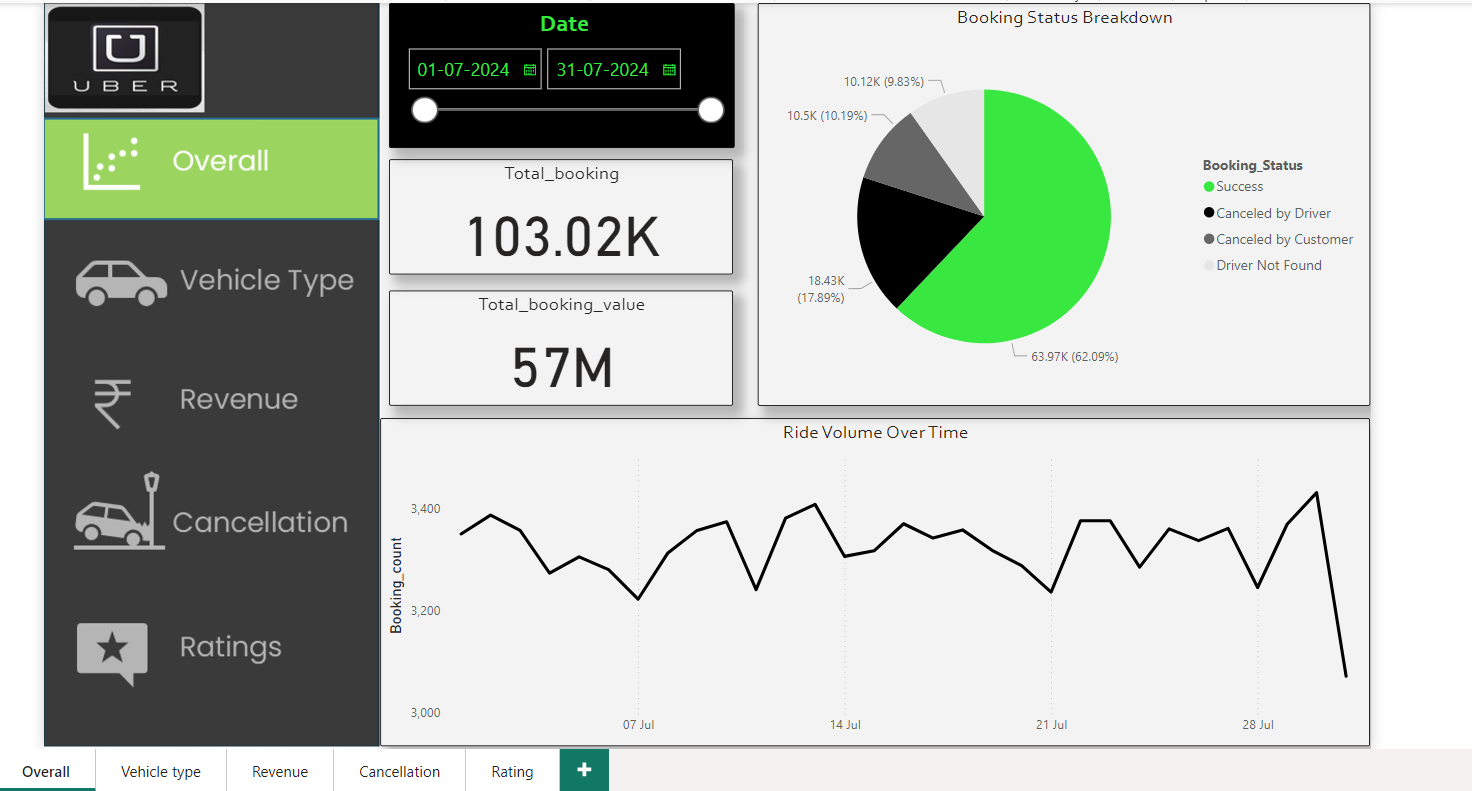 UBER
Overall
Vehicle Type
₹
Revenue
Cancellation
Ratings
Date
01-07-2024
31-07-2024
Total_booking
103.02K
Total_booking_value
57M
Booking Status Breakdown
10.12K (9.83%)
10.5K (10.19%)
18.43K
(17.89%)
63.97K (62.09%)
Booking_Status
Success
Canceled by Driver
Canceled by Customer
Driver Not Found
Ride Volume Over Time
Booking_count
3,400
3,200
3,000
07 Jul
14 Jul
21 Jul
28 Jul
Overall
Vehicle type
Revenue
Cancellation
Rating
+